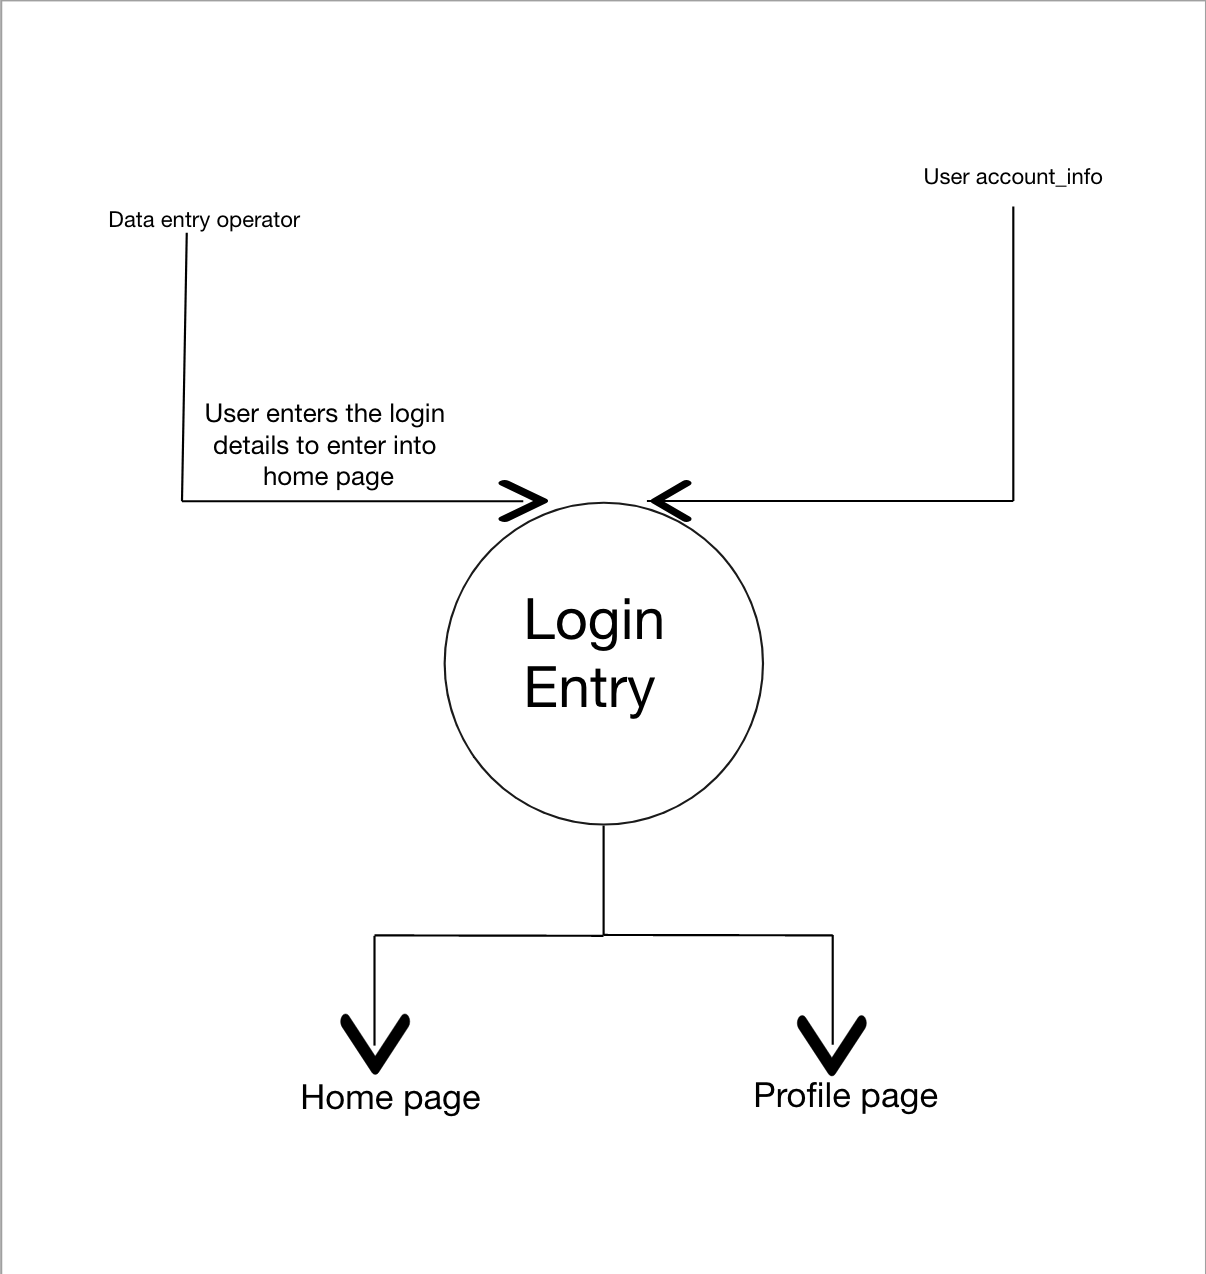 User account_info
Data entry operator
User enters the login
details to enter into
home page
Login
Entry
Home page
Profile page